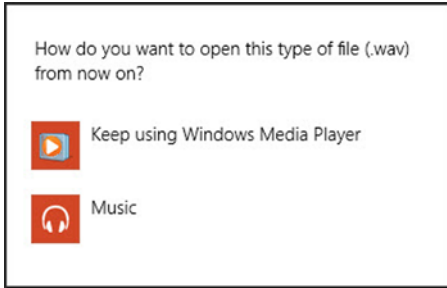 How do you want to open this type of file (.wav)
from now on?
Keep using Windows Media Player
Music